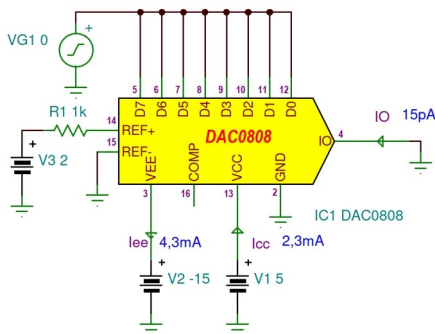 VG1 0
+
5
6
7
8
9
10
11
12
D7
D6
D5
D4
D3
D2
D1
D0
R1 1k
14
REF+
15
REF-
DAC0808
IO
4
IO
15pA
+
V3 2
VEE
COMP
VCC
GND
3
16
13
2
IC1 DAC0808
Iee
4,3mA
Icc
2,3mA
+
V2 -15
+
V1 5